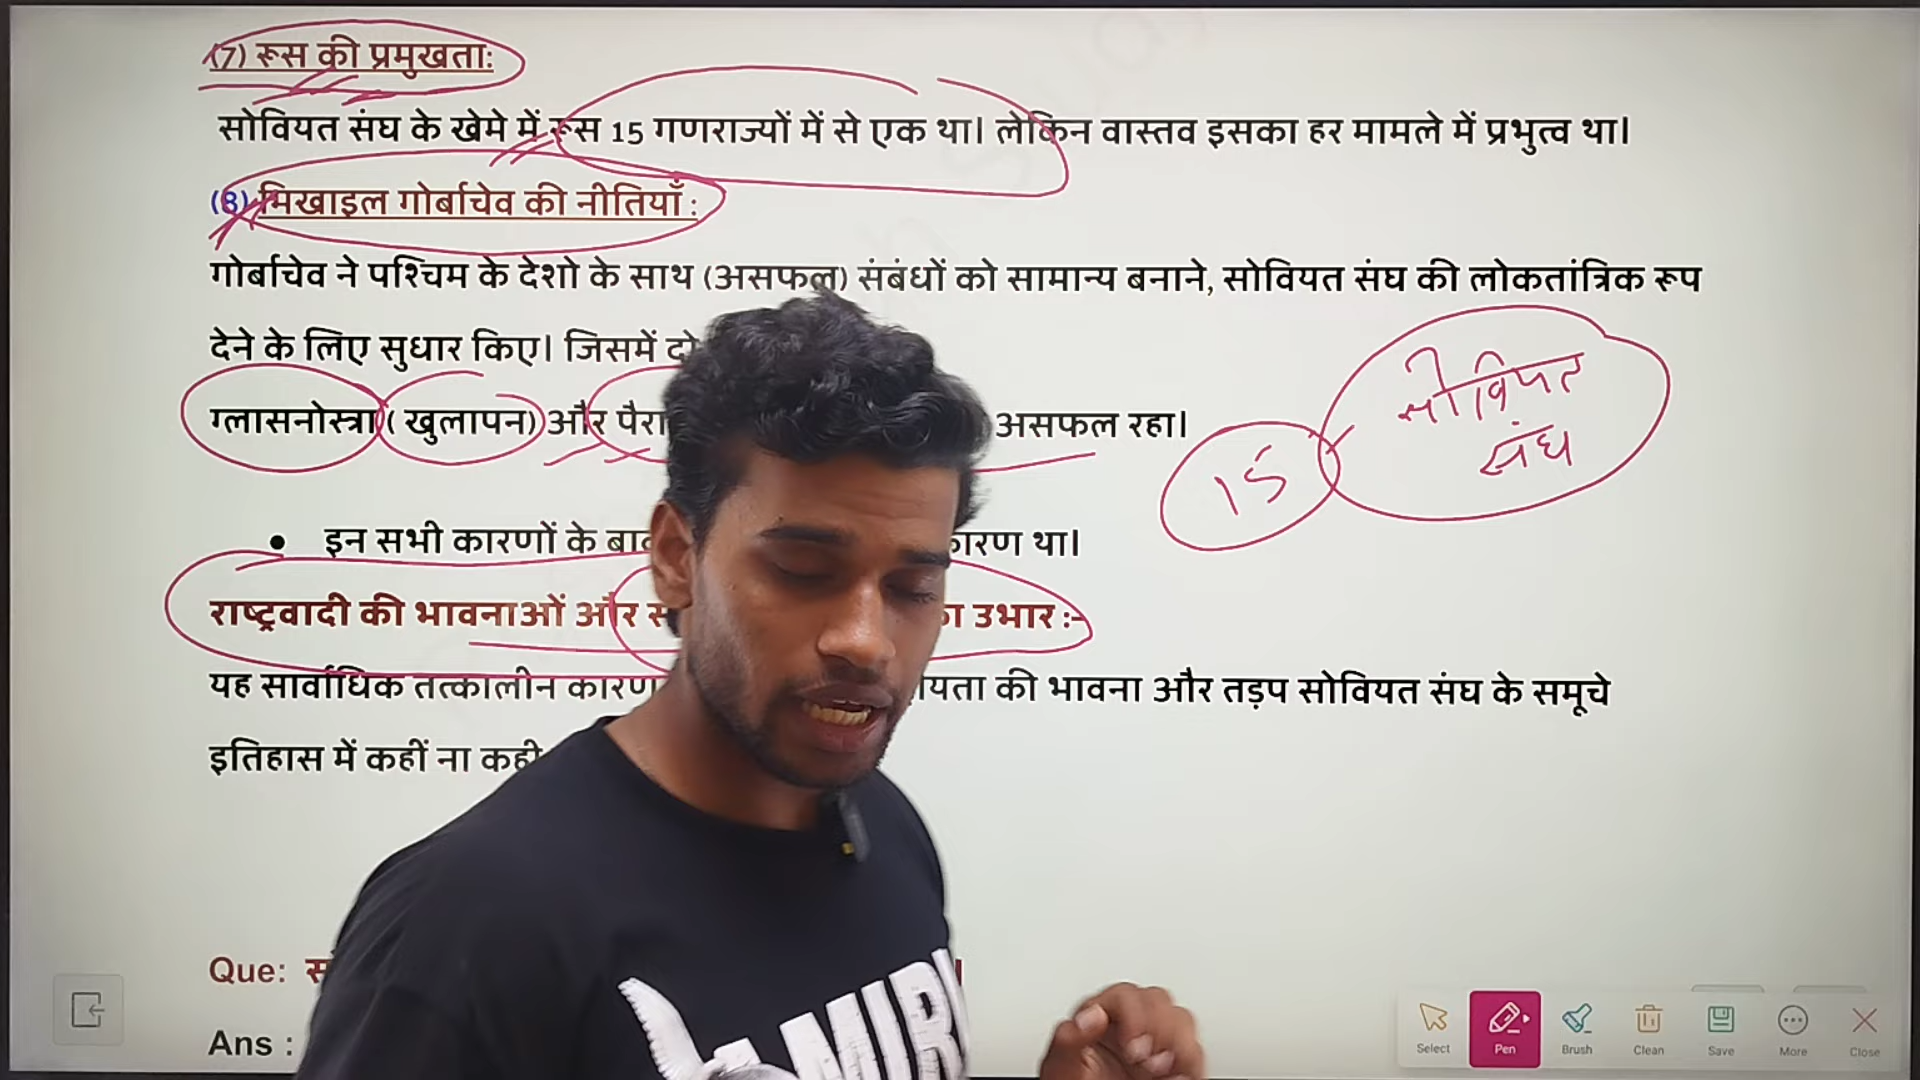 (7) रूस की प्रमुखता:
सोवियत संघ के खेमे में रूस 15 गणराज्यों में से एक था। लेकिन वास्तव इसका हर मामले में प्रभुत्व था।
(8) मिखाइल गोर्बाचेव की नीतियाँ :
गोर्बाचेव ने पश्चिम के देशो के साथ (असफल) संबंधों को सामान्य बनाने, सोवियत संघ की लोकतांत्रिक रूप
देने के लिए सुधार किए। जिसमें
ग्लासनोस्त्रा ( खुलापन) और असफल रहा।
सोवियत
संघ
15
• इन सभी कारणों के कारण था।
राष्ट्रवादी की भावनाओं और उभार :-
यह सार्वाधिक तत्कालीन कारण की भावना और तड़प सोवियत संघ के समूचे
इतिहास में कहीं ना कही
Que:
Ans :
Select Pen Brush Clean Save More Close